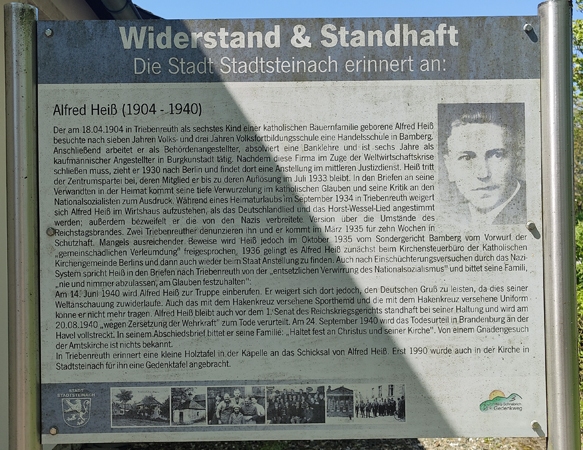 Widerstand & Standhaft
Die Stadt Stadtsteinach erinnert an:
Alfred Heiß (1904 - 1940)
Der am 18.04.1904 in Triebenreuth als sechstes Kind einer katholischen Bauernfamilie geborene Alfred Heiß
besuchte nach sieben Jahren Volks- und drei Jahren Volksfortbildungsschule eine Handelsschule in Bamberg.
Anschließend arbeitet er als Behördenangestellter, absolviert eine Banklehre und ist sechs Jahre als
kaufmännischer Angestellter in Burgkunstadt tätig. Nachdem diese Firma im Zuge der Weltwirtschaftskrise
schließen muss, zieht er 1930 nach Berlin und findet dort eine Anstellung im mittleren Justizdienst. Heiß tritt
der Zentrumspartei bei, deren Mitglied er bis zu deren Auflösung im Juli 1933 bleibt. In den Briefen an seine
Verwandten in der Heimat kommt seine tiefe Verwurzelung im katholischen Glauben und seine Kritik an den
Nationalsozialisten zum Ausdruck. Während eines Heimaturlaubs im September 1934 in Triebenreuth weigert
sich Alfred Heiß im Wirtshaus aufzustehen, als das Deutschlandlied und das Horst-Wessel-Lied angestimmt
werden; außerdem bezweifelt er die von den Nazis verbreitete Version über die Umstände des
Reichstagsbrandes. Zwei Triebenreuther denunzieren ihn und er kommt im März 1935 für zehn Wochen in
Schutzhaft. Mangels ausreichender Beweise wird Heiß jedoch im Oktober 1935 vom Sondergericht Bamberg vom Vorwurf der
„gemeinschädlichen Verleumdung" freigesprochen. 1936 gelingt es Alfred Heiß zunächst beim Kirchensteuerbüro der Katholischen
Kirchengemeinde Berlins und danach auch wieder beim Staat Anstellung zu finden. Auch nach Einschüchterungsversuchen durch das Nazi-
System spricht Heiß in den Briefen nach Triebenreuth von der „entsetzlichen Verwirrung des Nationalsozialismus" und bittet seine Familie,
„nie und nimmer abzulassen, am Glauben festzuhalten".
Am 14. Juni 1940 wird Alfred Heiß zur Truppe einberufen. Er weigert sich dort jedoch, den Deutschen Gruß zu leisten, da dies seiner
Weltanschauung zuwiderlaufe. Auch das mit dem Hakenkreuz versehene Sporthemd und die mit dem Hakenkreuz versehene Uniform
könne er nicht mehr tragen. Alfred Heiß bleibt auch vor dem 1. Senat des Reichskriegsgerichts standhaft bei seiner Haltung und wird am
20.08.1940 „wegen Zersetzung der Wehrkraft" zum Tode verurteilt. Am 24. September 1940 wird das Todesurteil in Brandenburg an der
Havel vollstreckt. In seinem Abschiedsbrief bittet er seine Familie: „Haltet fest an Christus und seiner Kirche". Von einem Gnadengesuch
der Amtskirche ist nichts bekannt.
In Triebenreuth erinnert eine kleine Holztafel in der Kapelle an das Schicksal von Alfred Heiß. Erst 1990 wurde auch in der Kirche in
Stadtsteinach für ihn eine Gedenktafel angebracht.
STADT
STADTSTEINACH